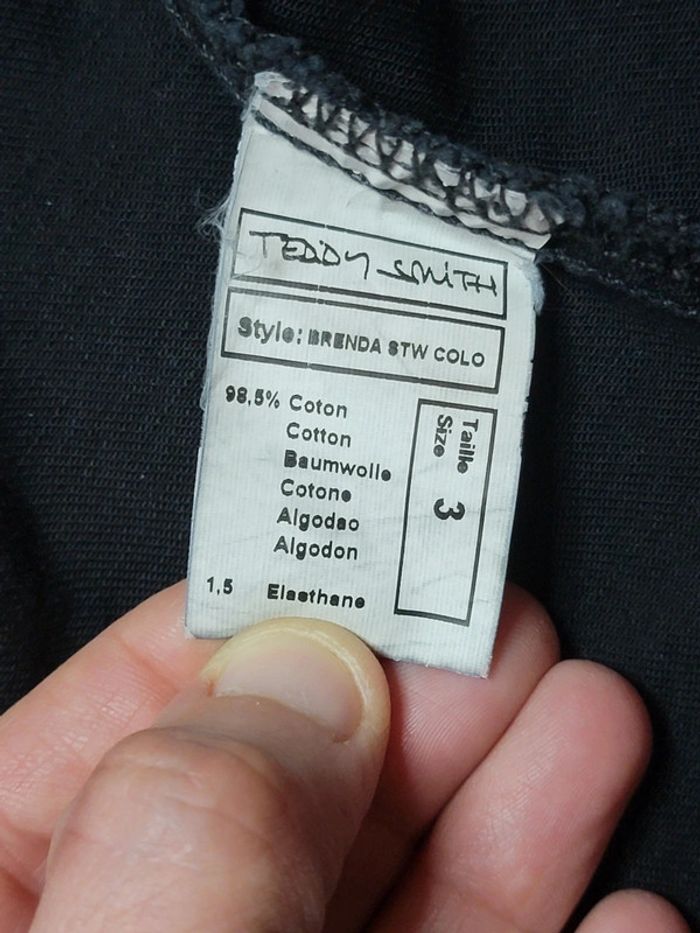 TEDDY SMITH
Style: BRENDA STW COLO
98,5% Coton
Cotton
Baumwolle
Cotone
Algodao
Algodon
1,5 Elasthane
Taille
Size 3